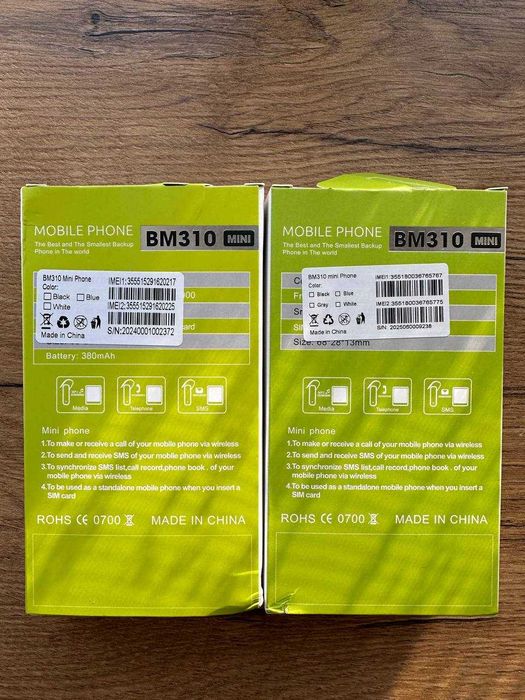 MOBILE PHONE
The Best and The Smallest Backup
Phone in The world
BM310 MINI
BM310 Mini Phone
Color:
Black Blue
White
Made in China
IMEI1:355515291620217
IMEI2:355515291620225
S/N:20240001002372
Battery: 380mAh
Media
Telephone
SMS
Mini phone
1.To make or receive a call of your mobile phone via wireless
2.To send and receive SMS of your mobile phone via wireless
3.To synchronize SMS list,call record,phone book . of your
mobile phone via wireless
4.To be used as a standalone mobile phone when you insert a
SIM card
ROHS CE 0700 MADE IN CHINA
MOBILE PHONE
The Best and The Smallest Backup
Phone in The world
BM310 MINI
BM310 mini Phone
Color:
Black Blue
Gray White
Made in China
IMEI1:355180036765767
IMEI2:355180036765775
S/N: 2025060009238
Size: 68*28*13mm
Media
Telephone
SMS
Mini phone
1.To make or receive a call of your mobile phone via wireless
2.To send and receive SMS of your mobile phone via wireless
3.To synchronize SMS list,call record,phone book . of your
mobile phone via wireless
4.To be used as a standalone mobile phone when you insert a
SIM card
ROHS CE 0700 MADE IN CHINA